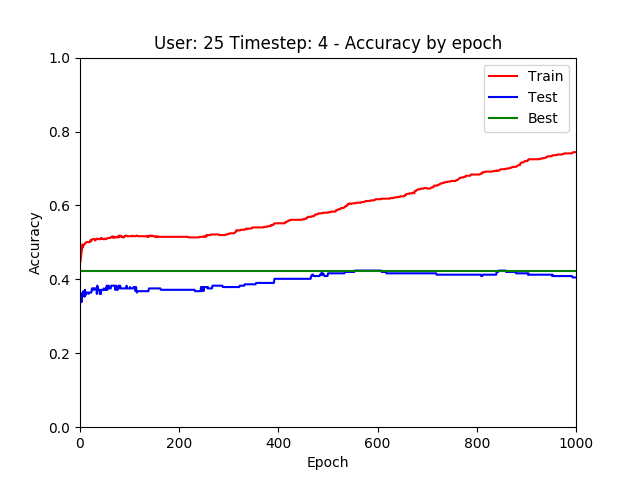 User: 25 Timestep: 4 - Accuracy by epoch
1.0
0.8
0.6
0.4
0.2
0.0
Accuracy
Train
Test
Best
0 200 400 600 800 1000
Epoch